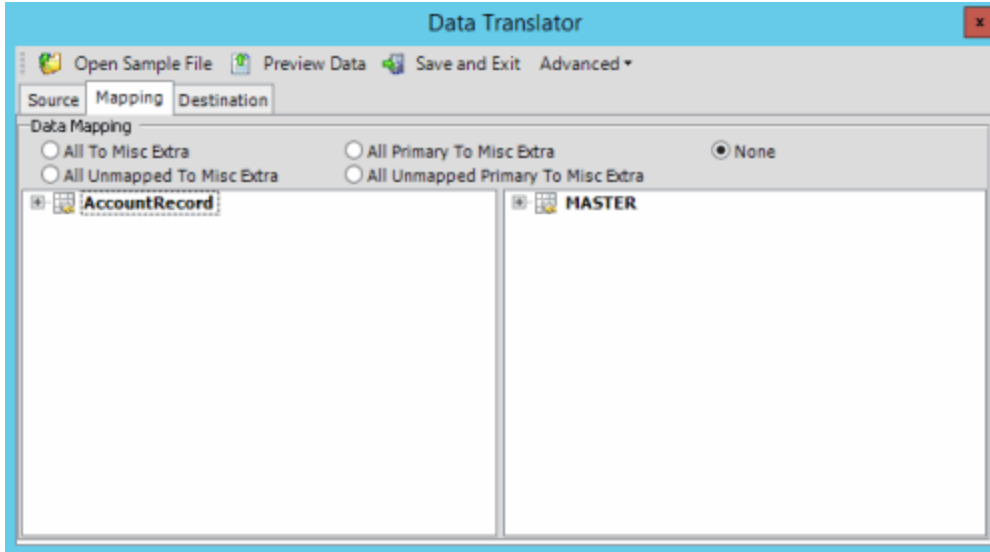 Data Translator
x
Open Sample File Preview Data Save and Exit Advanced
Source Mapping Destination
Data Mapping
All To Misc Extra All Primary To Misc Extra None
All Unmapped To Misc Extra All Unmapped Primary To Misc Extra
AccountRecord MASTER